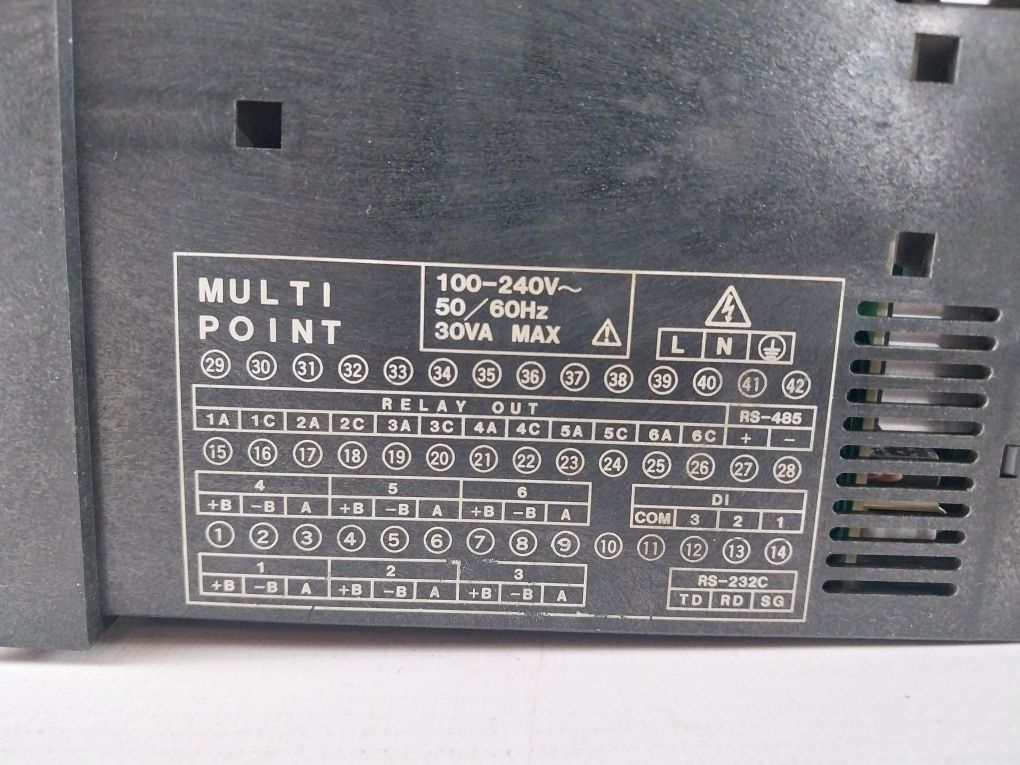 MULTI
POINT
100-240V~
50/60Hz
30VA MAX
L N
29 30 31 32 33 34 35 36 37 38 39 40 41 42
RELAY OUT RS-485
1A 1C 2A 2C 3A 3C 4A 4C 5A 5C 6A 6C + -
15 16 17 18 19 20 21 22 23 24 25 26 27 28
4 5 6 DI
+B -B A +B -B A +B -B A COM 3 2 1
1 2 3 4 5 6 7 8 9 10 11 12 13 14
1 2 3 RS-232C
+B -B A +B -B A +B -B A TD RD SG